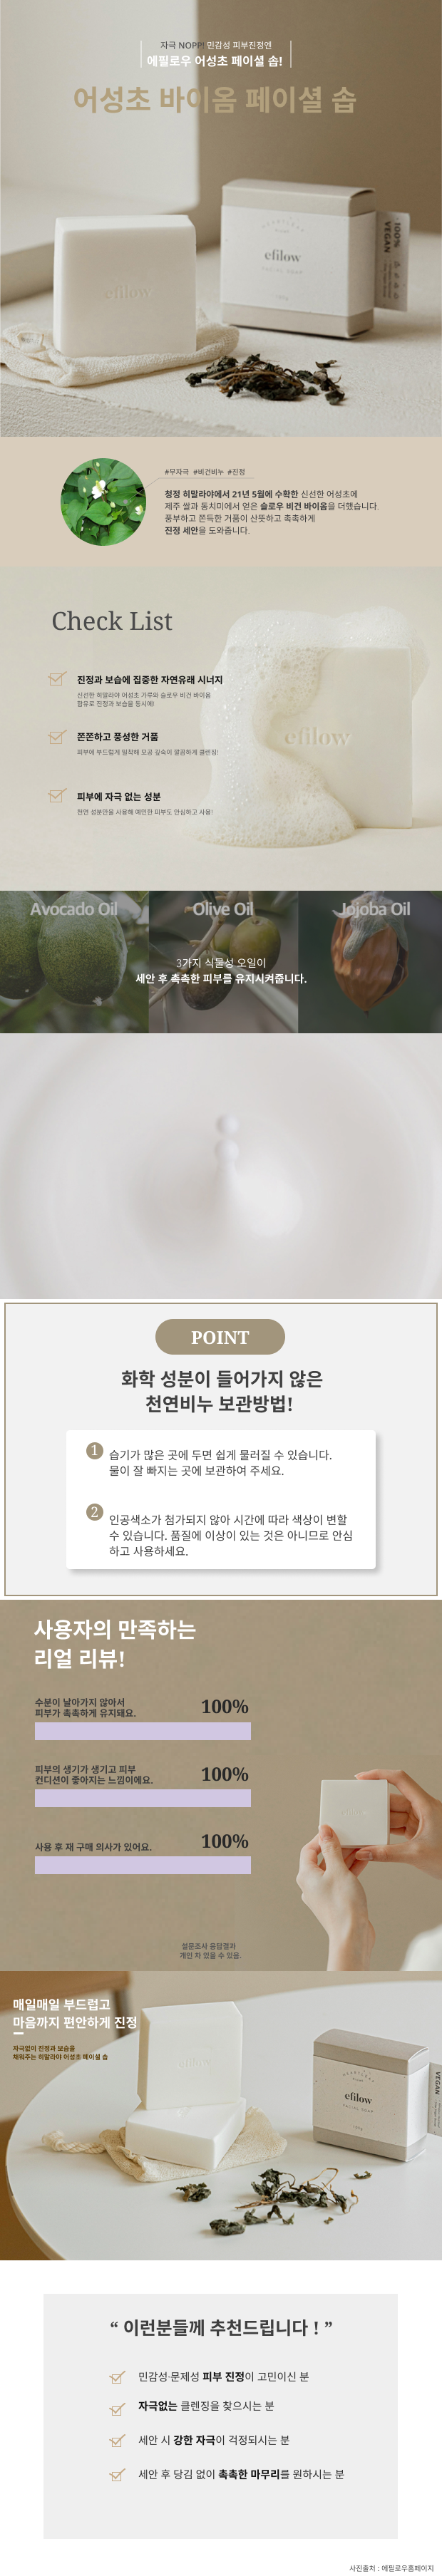 자극 NOPP! 민감성 피부진정엔
에필로우 어성초 페이셜 솝!
어성초 바이옴 페이셜 솝
efilow
efilow
FACIAL SOAP
100%
VEGAN
#무자극 #비건비누 #진정
청정 히말라야에서 21년 5월에 수확한 신선한 어성초에
제주 쌀과 동치미에서 얻은 슬로우 비건 바이옴을 더했습니다.
풍부하고 쫀득한 거품이 산뜻하고 촉촉하게
진정 세안을 도와줍니다.
Check List
진정과 보습에 집중한 자연유래 시너지
신선한 히말라야 어성초 가루와 슬로우 비건 바이옴
함유로 진정과 보습을 동시에!
쫀쫀하고 풍성한 거품
피부에 부드럽게 밀착해 모공 깊숙이 깔끔하게 클린징!
피부에 자극 없는 성분
천연 성분만을 사용해 예민한 피부도 안심하고 사용!
efilow
Avocado Oil
Olive Oil
Jojoba Oil
3가지 식물성 오일이
세안 후 촉촉한 피부를 유지시켜줍니다.
POINT
화학 성분이 들어가지 않은
천연비누 보관방법!
1 습기가 많은 곳에 두면 쉽게 물러질 수 있습니다.
물이 잘 빠지는 곳에 보관하여 주세요.
2 인공색소가 첨가되지 않아 시간에 따라 색상이 변할
수 있습니다. 품질에 이상이 있는 것은 아니므로 안심
하고 사용하세요.
사용자의 만족하는
리얼 리뷰!
수분이 날아가지 않아서
피부가 촉촉하게 유지돼요.
100%
피부의 생기가 생기고 피부
컨디션이 좋아지는 느낌이에요.
100%
사용 후 재 구매 의사가 있어요.
100%
설문조사 응답결과
개인 차 있을 수 있음.
매일매일 부드럽고
마음까지 편안하게 진정
자극없이 진정과 보습을
채워주는 히말라야 어성초 페이셜 솝
efilow
FACIAL SOAP
VEGAN
“ 이런분들께 추천드립니다 ! ”
민감성·문제성 피부 진정이 고민이신 분
자극없는 클렌징을 찾으시는 분
세안 시 강한 자극이 걱정되시는 분
세안 후 당김 없이 촉촉한 마무리를 원하시는 분
사진출처 : 에필로우홈페이지